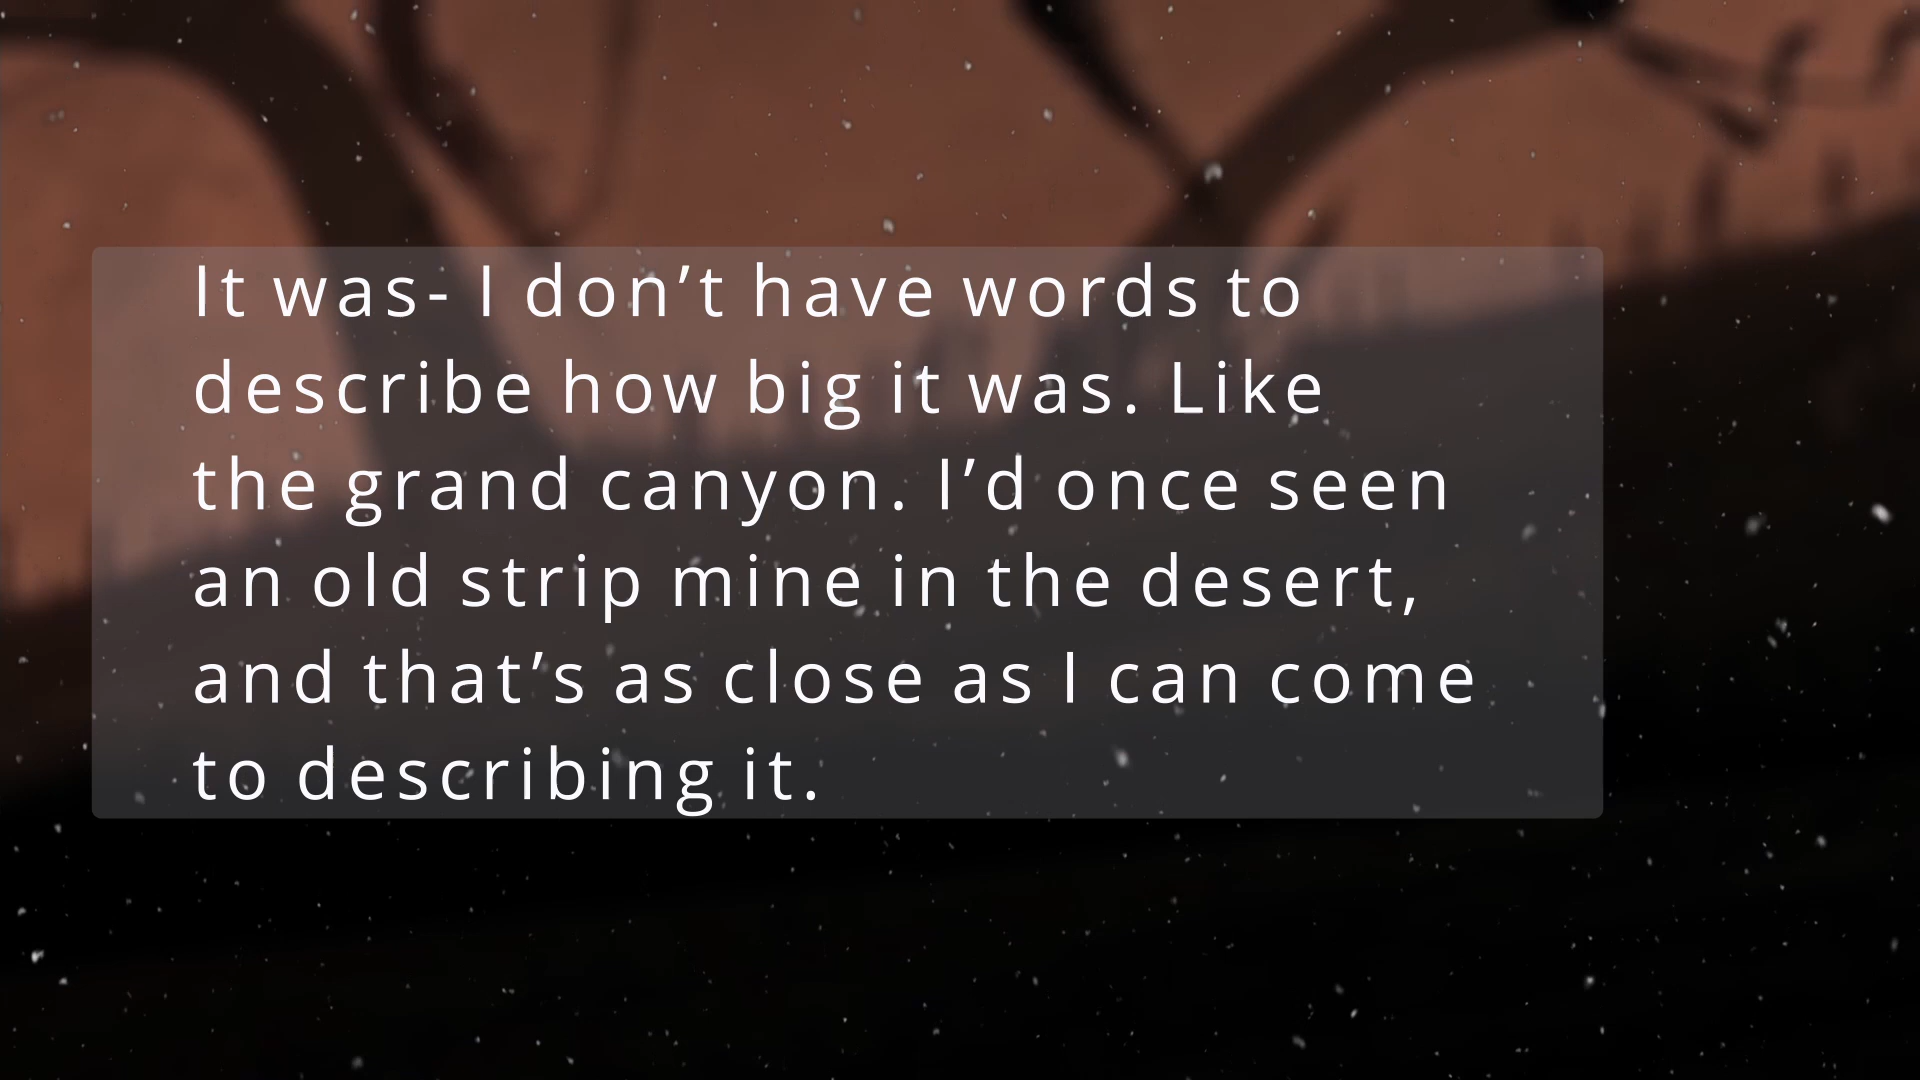 It was- I don’t have words to
describe how big it was. Like
the grand canyon. I’d once seen
an old strip mine in the desert,
and that’s as close as I can come
to describing it.